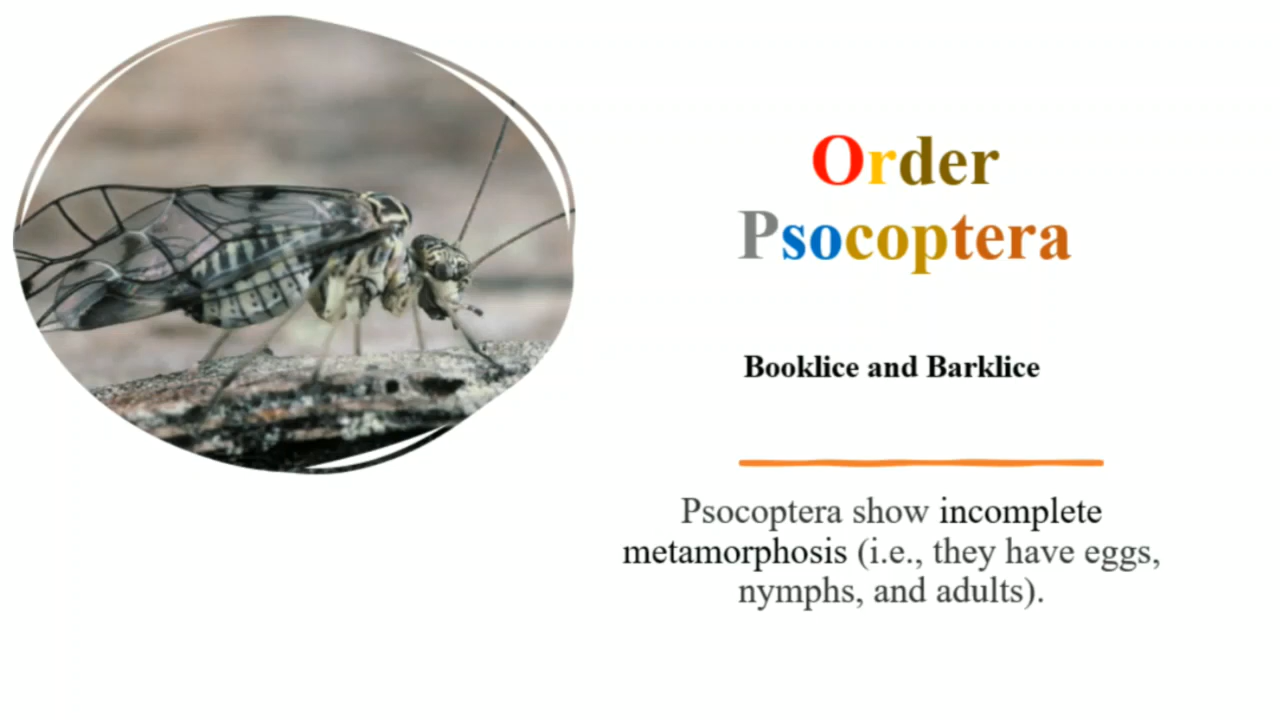 Order
Psocoptera
Booklice and Barklice
Psocoptera show incomplete
metamorphosis (i.e., they have eggs,
nymphs, and adults).